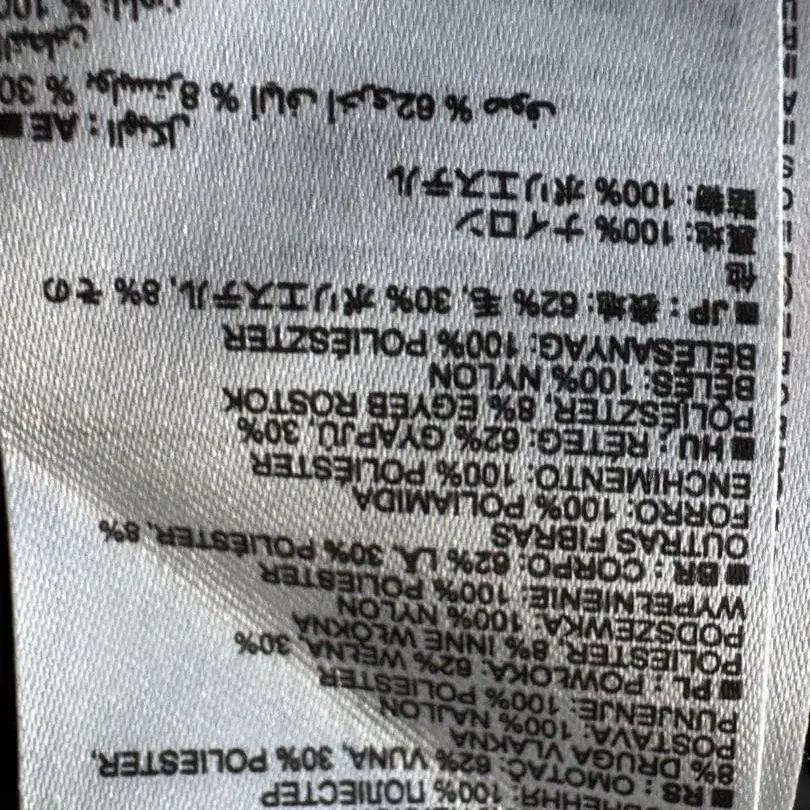 100% ПОЛІЕСТЕР
■ RS : OMOTAČ: 62% VUNA, 30% POLIESTER,
8% DRUGA VLAKNA
POSTAVA: 100% NAJLON
PUNJENJE: 100% POLIESTER
■ PL : POWŁOKA: 62% WEŁNA, 30%
POLIESTER, 8% INNE WŁÓKNA
PODSZEWKA: 100% NYLON
WYPEŁNIENIE: 100% POLIESTER
■ BR : CORPO: 62% LÃ, 30% POLIÉSTER, 8%
OUTRAS FIBRAS
FORRO: 100% POLIAMIDA
ENCHIMENTO: 100% POLIÉSTER
■ HU : RÉTEG: 62% GYAPJÚ, 30%
POLIÉSZTER, 8% EGYÉB ROSTOK
BÉLÉS: 100% NYLON
BÉLÉSANYAG: 100% POLIÉSZTER
■ JP : 表地: 62% 毛, 30% ポリエステル, 8% その
他
裏地: 100% ナイロン
詰物: 100% ポリエステル
■ AE : الهيكل:
صوف % 62 ألياف أخرى % 8 بوليستر % 30